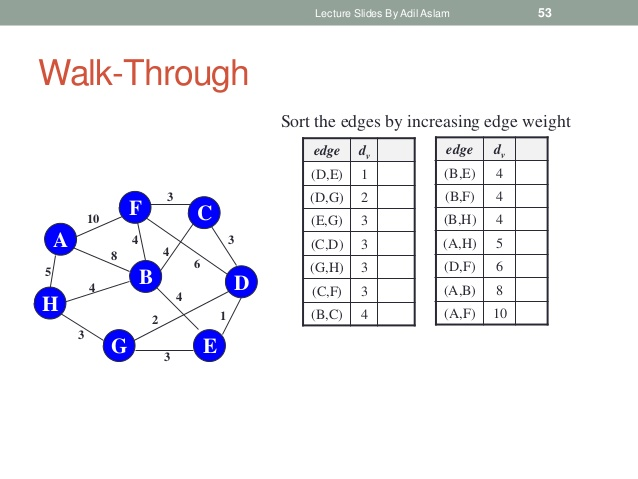 Lecture Slides By Adil Aslam 53
Walk-Through
Sort the edges by increasing edge weight
edge dv
(D,E) 1
(D,G) 2
(E,G) 3
(C,D) 3
(G,H) 3
(C,F) 3
(B,C) 4
edge dv
(B,E) 4
(B,F) 4
(B,H) 4
(A,H) 5
(D,F) 6
(A,B) 8
(A,F) 10
F 3 C
10
A 4 3
8 4 6
5 B D
4 4
H 2 1
3 G E
3